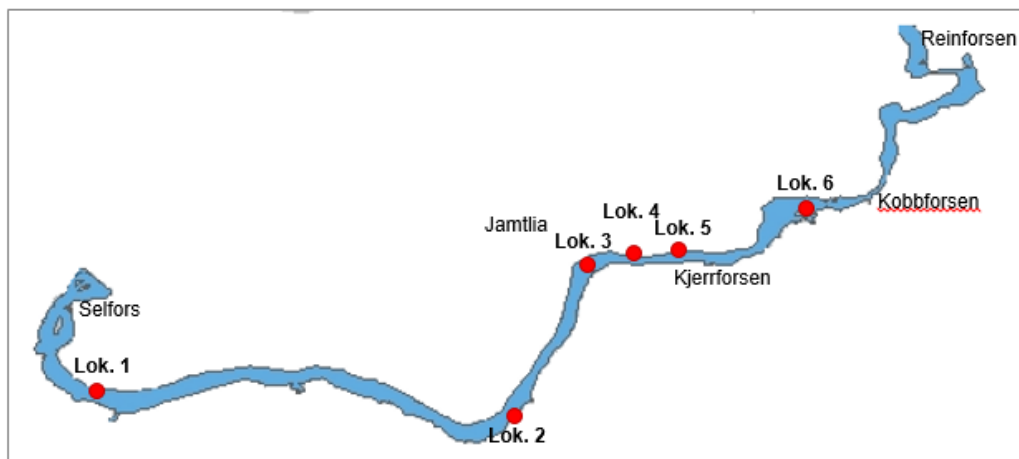 Reinforsen
Lok. 6
Kobbforsen
Jamtlia
Lok. 4
Lok. 5
Lok. 3
Kjerrforsen
Selfors
Lok. 1
Lok. 2